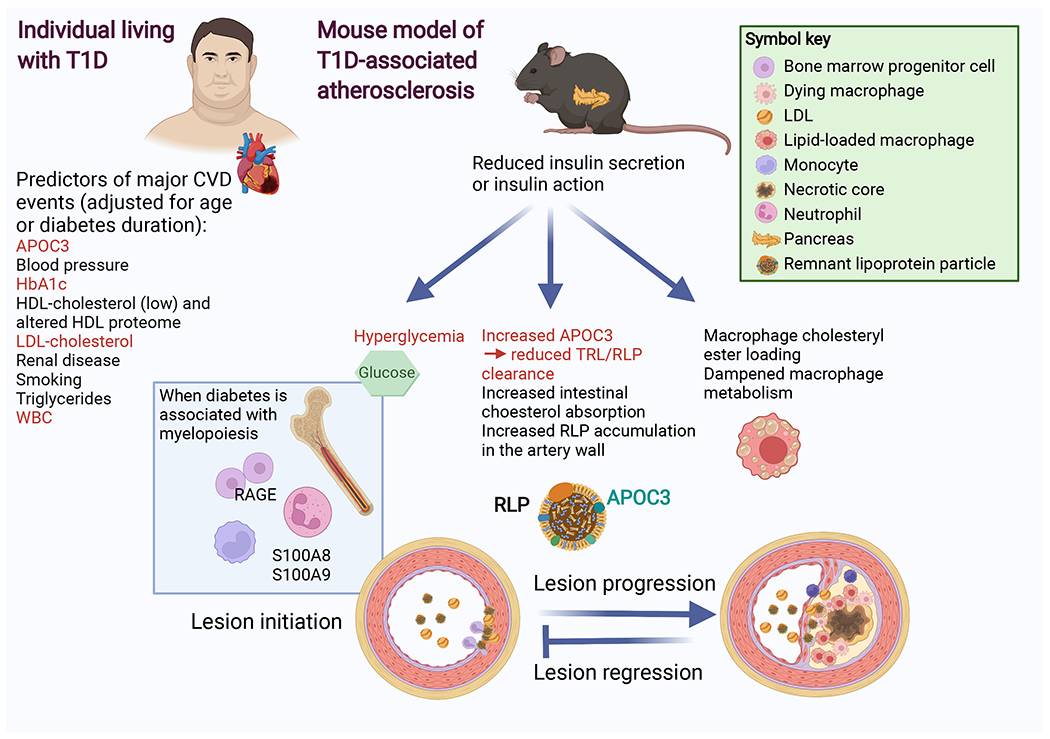 Individual living
with T1D
Mouse model of
T1D-associated
atherosclerosis
Symbol key
Bone marrow progenitor cell
Dying macrophage
LDL
Lipid-loaded macrophage
Monocyte
Necrotic core
Neutrophil
Pancreas
Remnant lipoprotein particle
Predictors of major CVD
events (adjusted for age
or diabetes duration):
APOC3
Blood pressure
HbA1c
HDL-cholesterol (low) and
altered HDL proteome
LDL-cholesterol
Renal disease
Smoking
Triglycerides
WBC
Reduced insulin secretion
or insulin action
Hyperglycemia
Glucose
When diabetes is
associated with
myelopoiesis
RAGE
S100A8
S100A9
Increased APOC3
→ reduced TRL/RLP
clearance
Increased intestinal
choesterol absorption
Increased RLP accumulation
in the artery wall
RLP
APOC3
Macrophage cholesteryl
ester loading
Dampened macrophage
metabolism
Lesion initiation
Lesion progression
Lesion regression